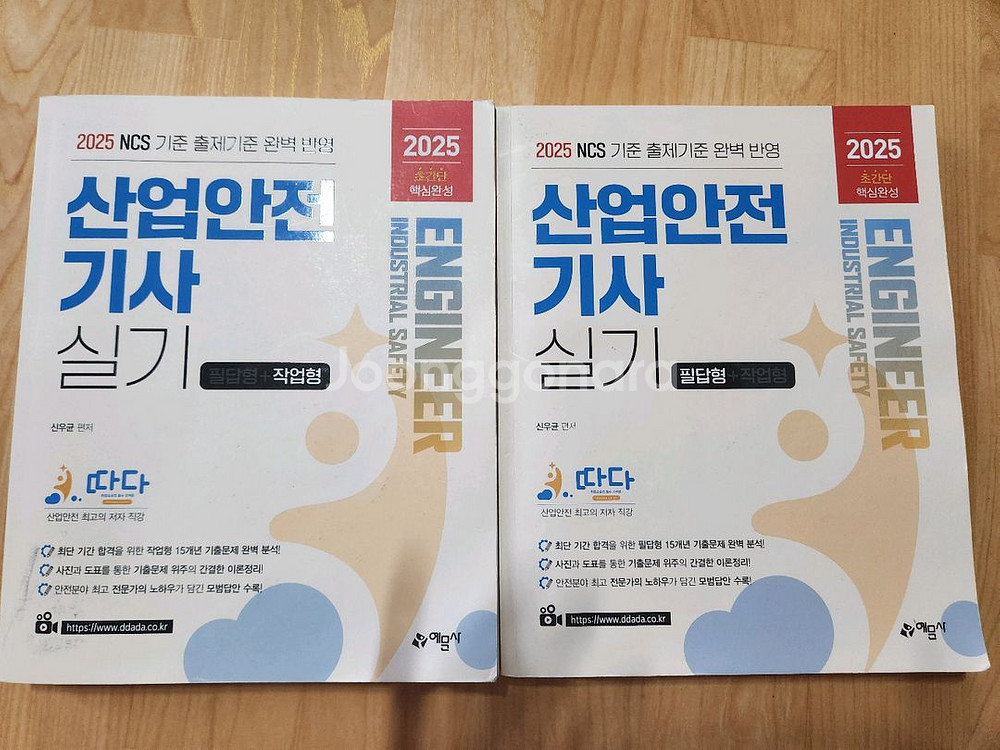 2025 NCS 기준 출제기준 완벽 반영
2025
초간단
핵심완성
산업안전
기사
실기
필답형+작업형
ENGINEER
INDUSTRIAL SAFETY
신우균 편저
따다
산업안전 최고의 저자 직강
최단 기간 합격을 위한 작업형 15개년 기출문제 완벽 분석!
사진과 도표를 통한 기출문제 위주의 간결한 이론정리!
안전분야 최고 전문가의 노하우가 담긴 모범답안 수록!
https://www.ddada.co.kr
예문사
2025 NCS 기준 출제기준 완벽 반영
2025
초간단
핵심완성
산업안전
기사
실기
필답형+작업형
ENGINEER
INDUSTRIAL SAFETY
신우균 편저
따다
산업안전 최고의 저자 직강
최단 기간 합격을 위한 필답형 15개년 기출문제 완벽 분석!
사진과 도표를 통한 기출문제 위주의 간결한 이론정리!
안전분야 최고 전문가의 노하우가 담긴 모범답안 수록!
https://www.ddada.co.kr
예문사
Joonggonara